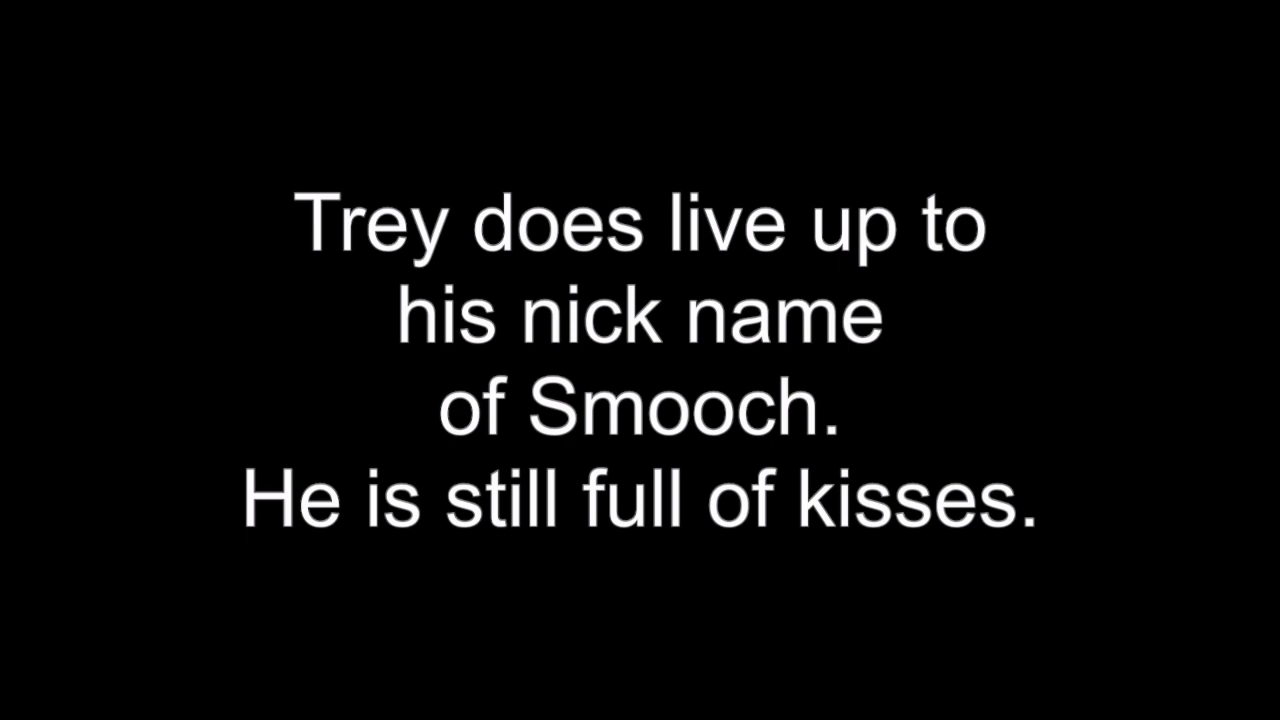 Trey does live up to
his nick name
of Smooch.
He is still full of kisses.